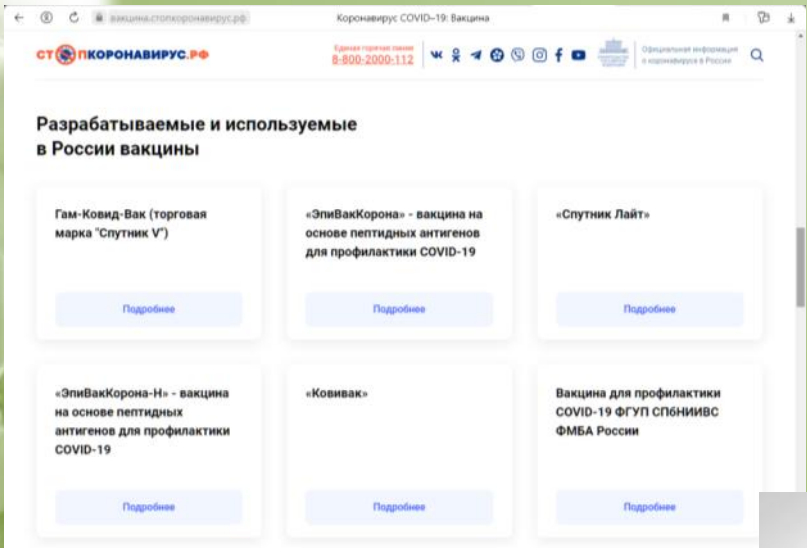 вакцина.стопкоронавирус.рф
Коронавирус COVID–19: Вакцина
СТ ПКОРОНАВИРУС.РФ
Единая горячая линия
8-800-2000-112
Официальная информация
о коронавирусе в России
Разрабатываемые и используемые
в России вакцины
Гам-Ковид-Вак (торговая
марка "Спутник V")
Подробнее
«ЭпиВакКорона» - вакцина на
основе пептидных антигенов
для профилактики COVID-19
Подробнее
«Спутник Лайт»
Подробнее
«ЭпиВакКорона-Н» - вакцина
на основе пептидных
антигенов для профилактики
COVID-19
Подробнее
«Ковивак»
Подробнее
Вакцина для профилактики
COVID-19 ФГУП СПбНИИВС
ФМБА России
Подробнее